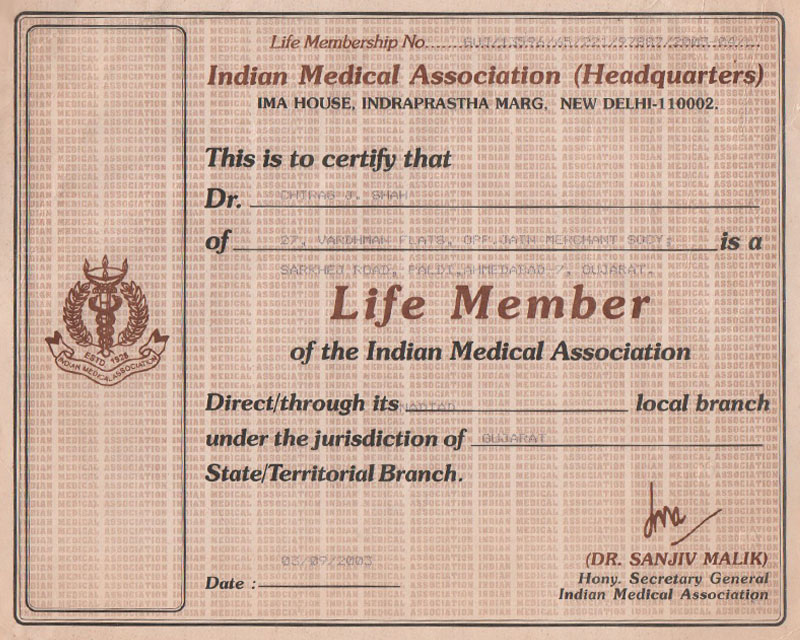 Life Membership No.
Indian Medical Association (Headquarters)
IMA HOUSE, INDRAPRASTHA MARG, NEW DELHI-110002.
This is to certify that
Dr. CHIRAG J. SHAH
of 27, VARDHMAN FLATS, OPP.JAIN MERCHANT SOCY, is a
SARKHEJ ROAD, PALDI,AHMEDABAD 7, GUJARAT.
Life Member
of the Indian Medical Association
ESTD 1928
INDIAN MEDICAL ASSOCIATION
Direct/through its NADIAD local branch
under the jurisdiction of GUJARAT
State/Territorial Branch.
(DR. SANJIV MALIK)
Hony. Secretary General
Indian Medical Association
Date : 03/09/2003